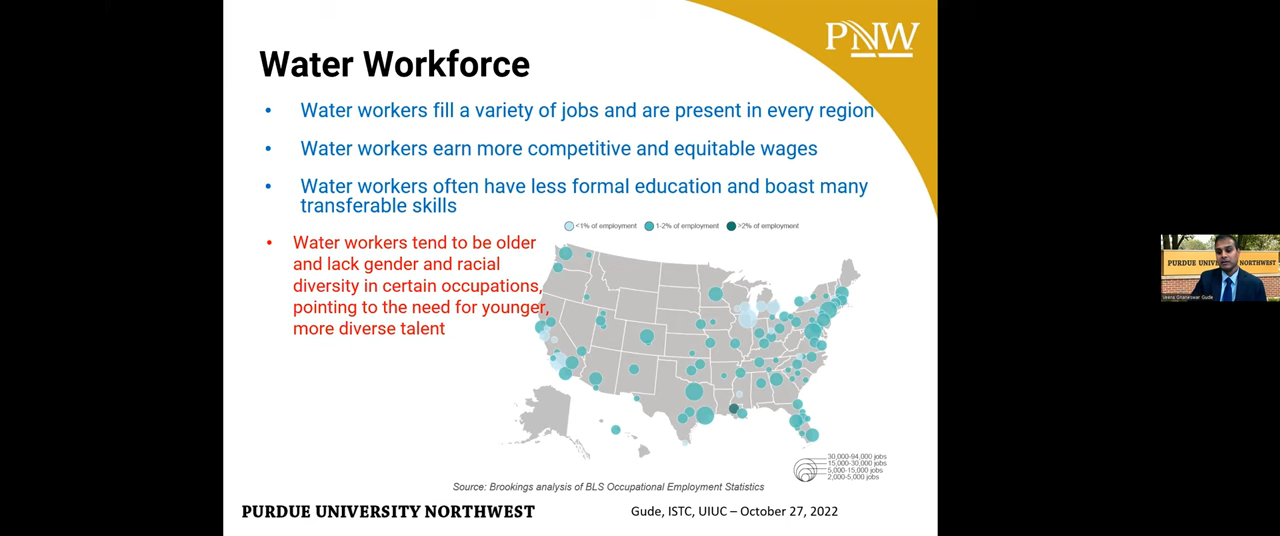 PNW
Water Workforce
• Water workers fill a variety of jobs and are present in every region
• Water workers earn more competitive and equitable wages
• Water workers often have less formal education and boast many
transferable skills
<1% of employment 1-2% of employment >2% of employment
• Water workers tend to be older
and lack gender and racial
diversity in certain occupations,
pointing to the need for younger,
more diverse talent
30,000-94,000 jobs
15,000-30,000 jobs
5,000-15,000 jobs
2,000-5,000 jobs
Source: Brookings analysis of BLS Occupational Employment Statistics
PURDUE UNIVERSITY NORTHWEST
Gude, ISTC, UIUC – October 27, 2022
PURDUE UNIVERSITY NORTHWEST
Veera Gnaneswar Gude